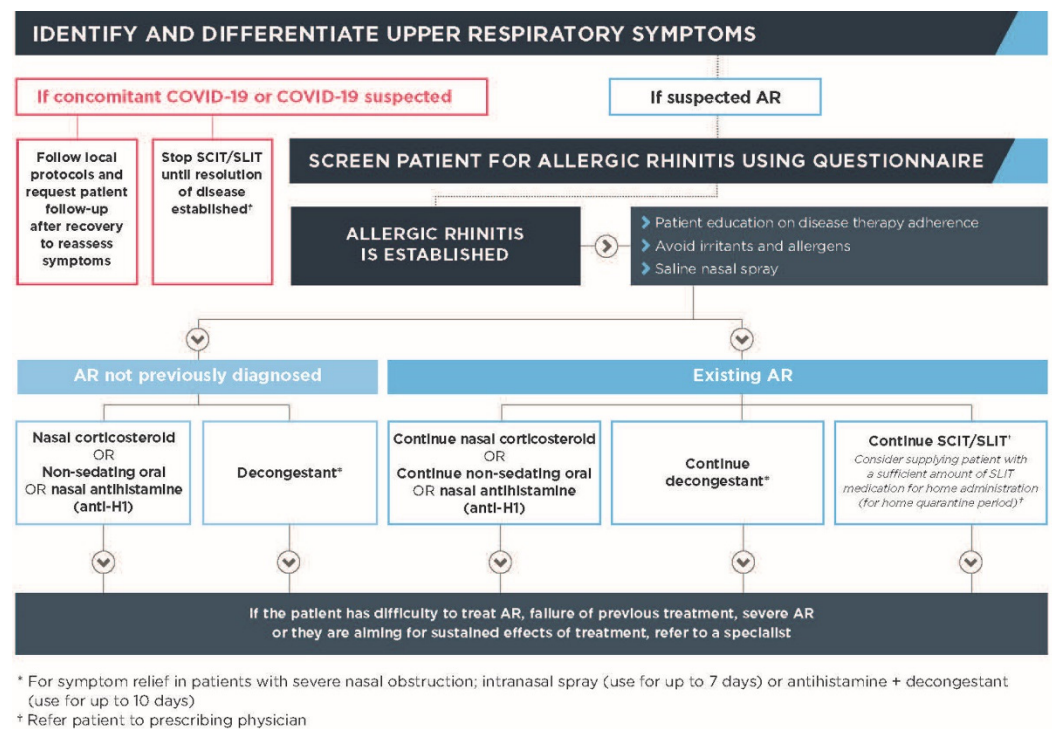 IDENTIFY AND DIFFERENTIATE UPPER RESPIRATORY SYMPTOMS
If concomitant COVID-19 or COVID-19 suspected
If suspected AR
Follow local
protocols and
request patient
follow-up
after recovery
to reassess
symptoms
Stop SCIT/SLIT
until resolution
of disease
established†
SCREEN PATIENT FOR ALLERGIC RHINITIS USING QUESTIONNAIRE
ALLERGIC RHINITIS
IS ESTABLISHED
Patient education on disease therapy adherence
Avoid irritants and allergens
Saline nasal spray
AR not previously diagnosed
Existing AR
Nasal corticosteroid
OR
Non-sedating oral
OR nasal antihistamine
(anti-H1)
Decongestant*
Continue nasal corticosteroid
OR
Continue non-sedating oral
OR nasal antihistamine
(anti-H1)
Continue
decongestant*
Continue SCIT/SLIT†
Consider supplying patient with
a sufficient amount of SLIT
medication for home administration
(for home quarantine period)†
If the patient has difficulty to treat AR, failure of previous treatment, severe AR
or they are aiming for sustained effects of treatment, refer to a specialist
* For symptom relief in patients with severe nasal obstruction; intranasal spray (use for up to 7 days) or antihistamine + decongestant
(use for up to 10 days)
† Refer patient to prescribing physician